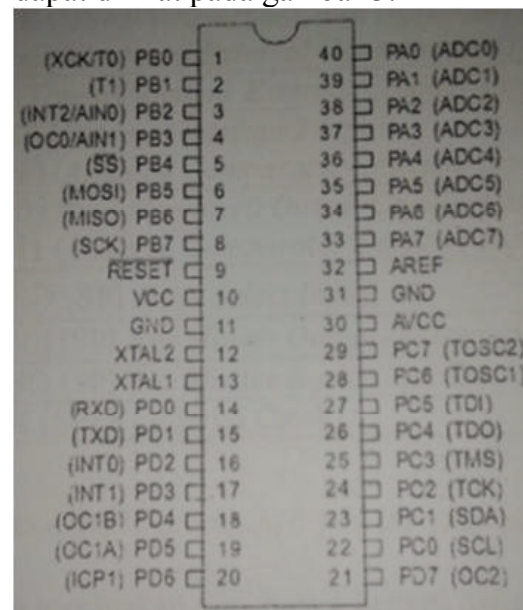 (XCK/T0) PB0 1 40 PA0 (ADC0)
(T1) PB1 2 39 PA1 (ADC1)
(INT2/AIN0) PB2 3 38 PA2 (ADC2)
(OC0/AIN1) PB3 4 37 PA3 (ADC3)
(SS) PB4 5 36 PA4 (ADC4)
(MOSI) PB5 6 35 PA5 (ADC5)
(MISO) PB6 7 34 PA6 (ADC6)
(SCK) PB7 8 33 PA7 (ADC7)
RESET 9 32 AREF
VCC 10 31 GND
GND 11 30 AVCC
XTAL2 12 29 PC7 (TOSC2)
XTAL1 13 28 PC6 (TOSC1)
(RXD) PD0 14 27 PC5 (TDI)
(TXD) PD1 15 26 PC4 (TDO)
(INT0) PD2 16 25 PC3 (TMS)
(INT1) PD3 17 24 PC2 (TCK)
(OC1B) PD4 18 23 PC1 (SDA)
(OC1A) PD5 19 22 PC0 (SCL)
(ICP1) PD6 20 21 PD7 (OC2)